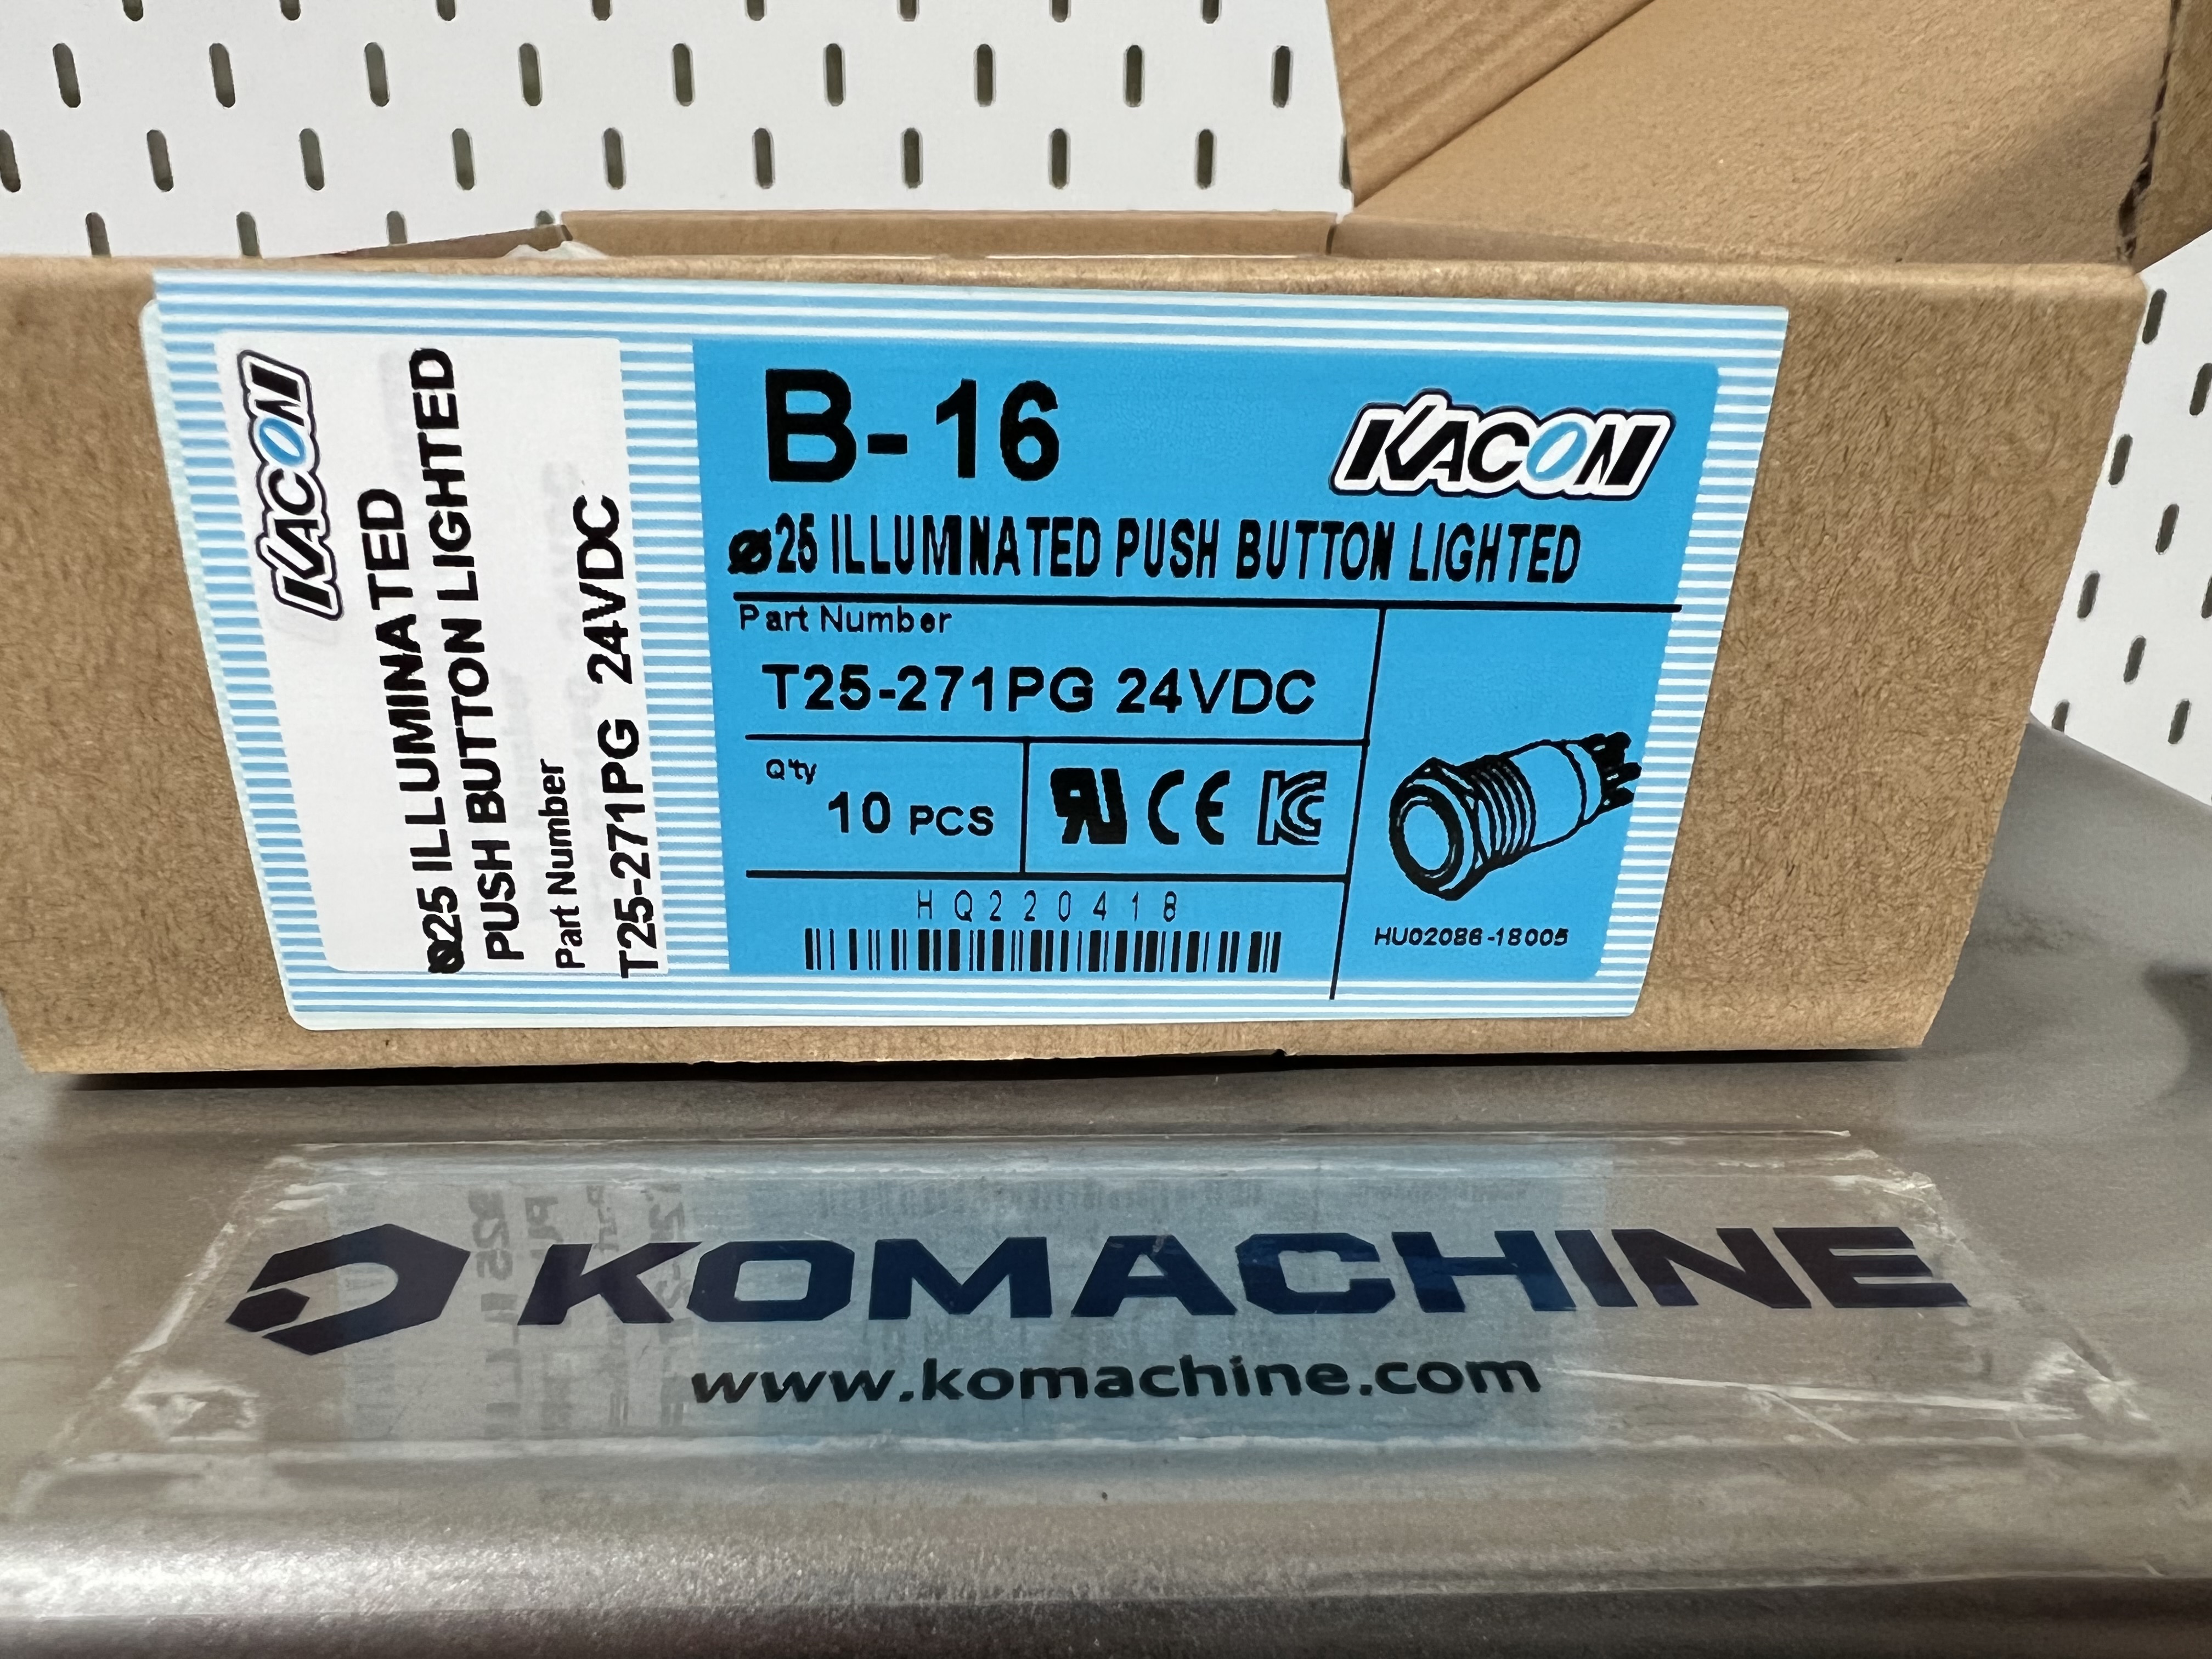 KACON
ø25 ILLUMINATED
PUSH BUTTON LIGHTED
Part Number
T25-271PG 24VDC
B-16
KACON
ø25 ILLUMINATED PUSH BUTTON LIGHTED
Part Number
T25-271PG 24VDC
Q'ty
10 PCS
CE
HQ220418
HU02086-18005
KOMACHINE
www.komachine.com